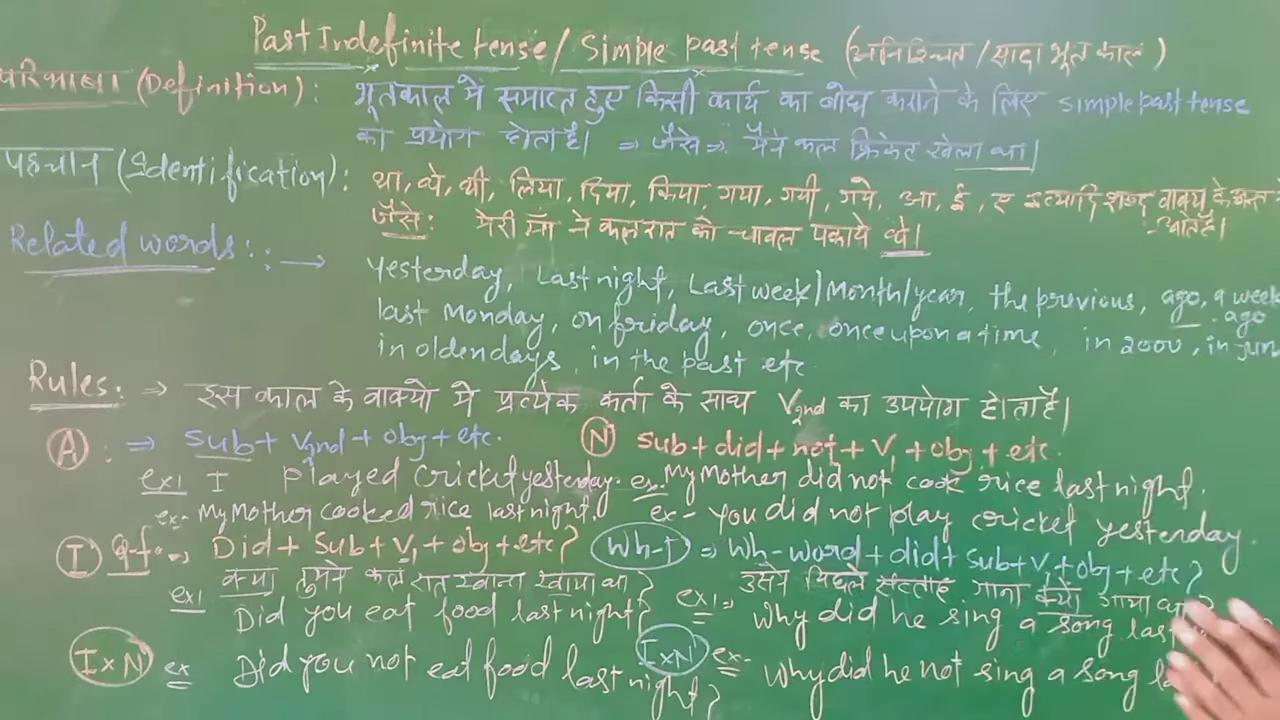 Past Indefinite tense / Simple past tense (अनिश्चित / सादा भूतकाल)
परिभाषा (Definition): भूतकाल में समाप्त हुए किसी कार्य का बोध कराने के लिए simple past tense
का प्रयोग होता है। ⇒ जैसे ⇒ मैंने कल क्रिकेट खेला था।
पहचान (Identification): था, थे, थी, लिया, दिया, किया, गया, गयी, गये, आ, ई, ए इत्यादि शब्द वाक्य के अन्त
जैसे: मेरी माँ ने कल रात को चावल पकाये थे।
Related words: → yesterday, last night, Last week/Month/year, the previous, ago, a week ago
last Monday, on friday, once, once upon a time, in 2000, in jun
in olden days, in the past etc
Rules: ⇒ इस काल के वाक्यो मे प्रत्येक कर्ता के साथ V2nd का उपयोग होता है।
(A): ⇒ sub + V2nd + obj + etc. (N) sub + did + not + V1 + obj + etc.
ex1 I played cricket yesterday. ex- My Mother did not cook rice last night.
ex- My Mother cooked rice last night. ex- you did not play cricket yesterday.
(I) Q.f ⇒ Did + sub + V1 + obj + etc? (Wh-I) ⇒ Wh-word + did + sub + V1 + obj + etc?
क्या तुमने कल रात खाना खाया था? उसने पिछले सप्ताह गाना क्यों गाया था?
ex1 Did you eat food last night? ex1 = Why did he sing a song las
(I×N) ex Did you not eat food last night? (I×N) ex- Why did he not sing a song la